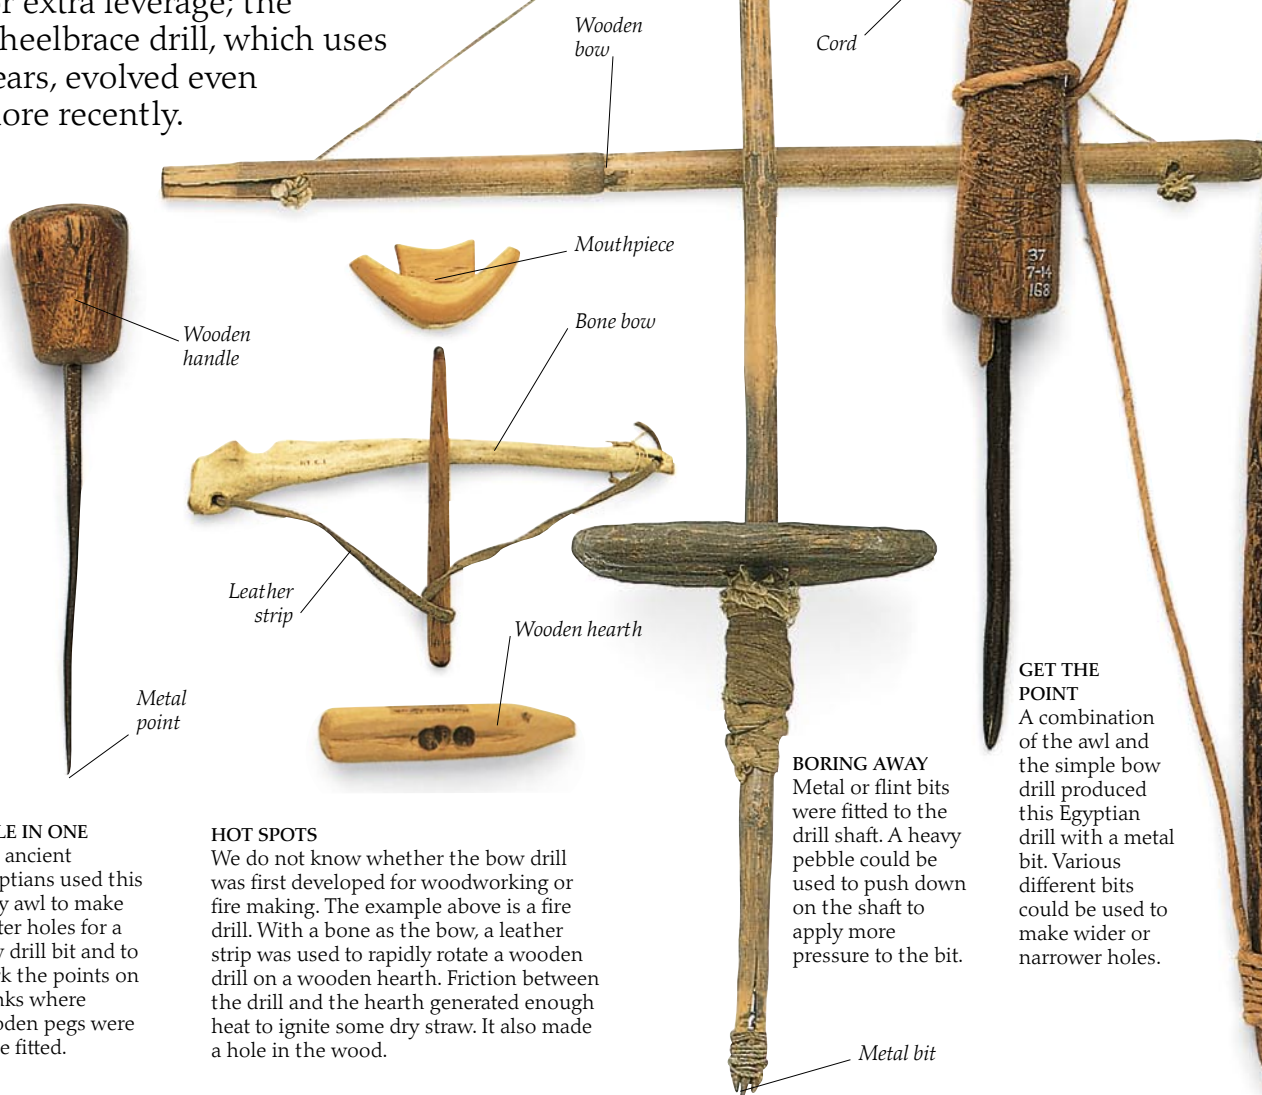 r extra leverage; the
heelbrace drill, which uses
ears, evolved even
ore recently.
Wooden
bow
Cord
Mouthpiece
Bone bow
Wooden
handle
37
7-14
168
Leather
strip
Wooden hearth
Metal
point
LE IN ONE
ancient
ptians used this
y awl to make
ter holes for a
drill bit and to
k the points on
nks where
oden pegs were
e fitted.
HOT SPOTS
We do not know whether the bow drill
was first developed for woodworking or
fire making. The example above is a fire
drill. With a bone as the bow, a leather
strip was used to rapidly rotate a wooden
drill on a wooden hearth. Friction between
the drill and the hearth generated enough
heat to ignite some dry straw. It also made
a hole in the wood.
BORING AWAY
Metal or flint bits
were fitted to the
drill shaft. A heavy
pebble could be
used to push down
on the shaft to
apply more
pressure to the bit.
GET THE
POINT
A combination
of the awl and
the simple bow
drill produced
this Egyptian
drill with a metal
bit. Various
different bits
could be used to
make wider or
narrower holes.
Metal bit